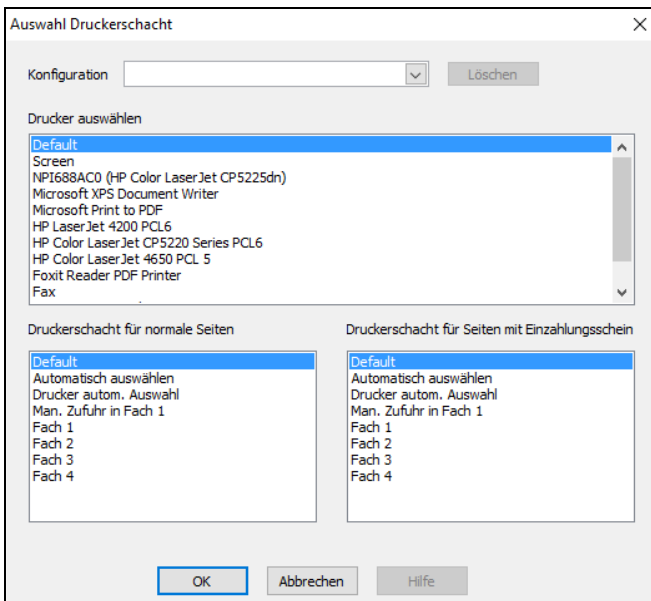 Auswahl Druckerschacht
Konfiguration
Löschen
Drucker auswählen
Default
Screen
NPI688AC0 (HP Color LaserJet CP5225dn)
Microsoft XPS Document Writer
Microsoft Print to PDF
HP LaserJet 4200 PCL6
HP Color LaserJet CP5220 Series PCL6
HP Color LaserJet 4650 PCL 5
Foxit Reader PDF Printer
Fax
Druckerschacht für normale Seiten
Default
Automatisch auswählen
Drucker autom. Auswahl
Man. Zufuhr in Fach 1
Fach 1
Fach 2
Fach 3
Fach 4
Druckerschacht für Seiten mit Einzahlungsschein
Default
Automatisch auswählen
Drucker autom. Auswahl
Man. Zufuhr in Fach 1
Fach 1
Fach 2
Fach 3
Fach 4
OK
Abbrechen
Hilfe